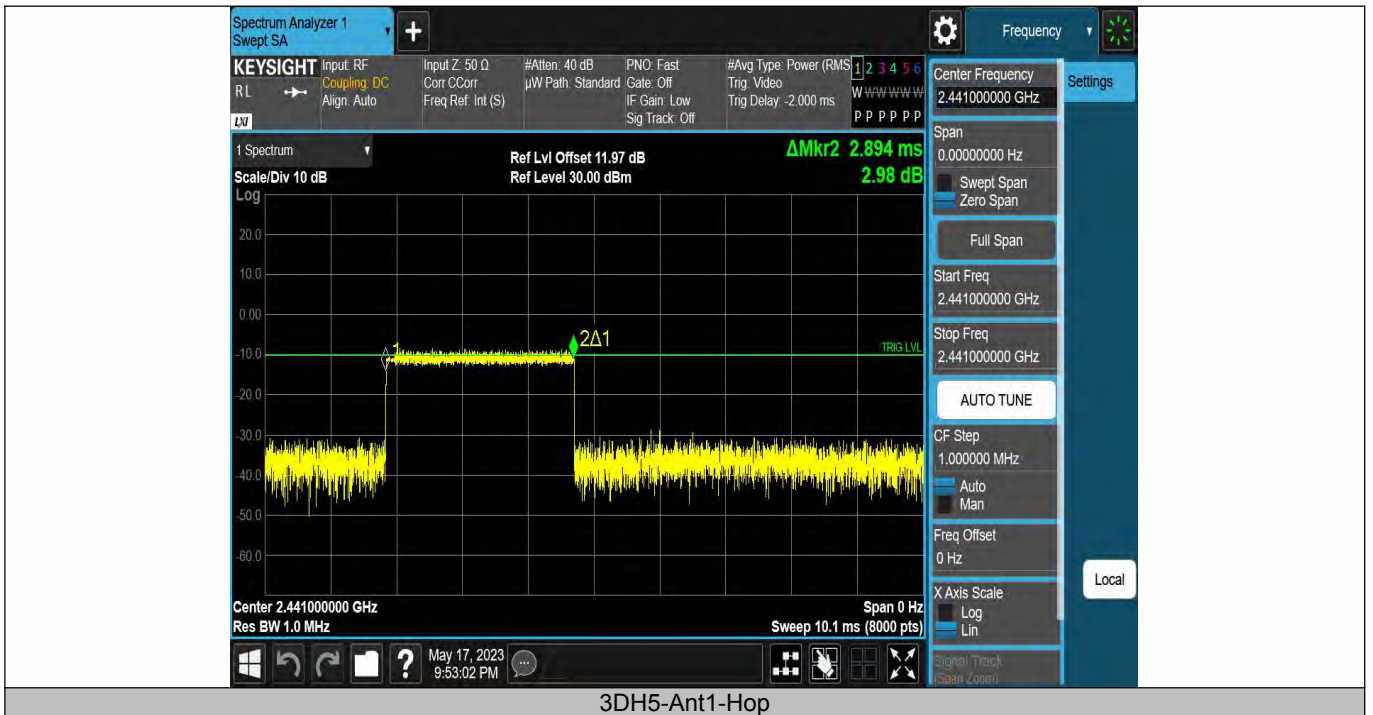 Spectrum Analyzer 1
Swept SA
+
Frequency
KEYSIGHT
RL
LXI
Input: RF
Coupling: DC
Align: Auto
Input Z: 50 Ω
Corr CCorr
Freq Ref: Int (S)
#Atten: 40 dB
µW Path: Standard
PNO: Fast
Gate: Off
IF Gain: Low
Sig Track: Off
#Avg Type: Power (RMS
Trig: Video
Trig Delay: -2.000 ms
1 2 3 4 5 6
W W W W W W
P P P P P P
Center Frequency
2.441000000 GHz
Settings
1 Spectrum
Scale/Div 10 dB
Log
Ref Lvl Offset 11.97 dB
Ref Level 30.00 dBm
ΔMkr2 2.894 ms
2.98 dB
Span
0.00000000 Hz
Swept Span
Zero Span
Full Span
Start Freq
2.441000000 GHz
Stop Freq
2.441000000 GHz
AUTO TUNE
CF Step
1.000000 MHz
Auto
Man
Freq Offset
0 Hz
X Axis Scale
Log
Lin
Signal Track
(Span Zoom)
Local
20.0
10.0
0.00
-10.0
-20.0
-30.0
-40.0
-50.0
-60.0
1
2Δ1
TRIG LVL
Center 2.441000000 GHz
Res BW 1.0 MHz
Span 0 Hz
Sweep 10.1 ms (8000 pts)
?
May 17, 2023
9:53:02 PM
3DH5-Ant1-Hop